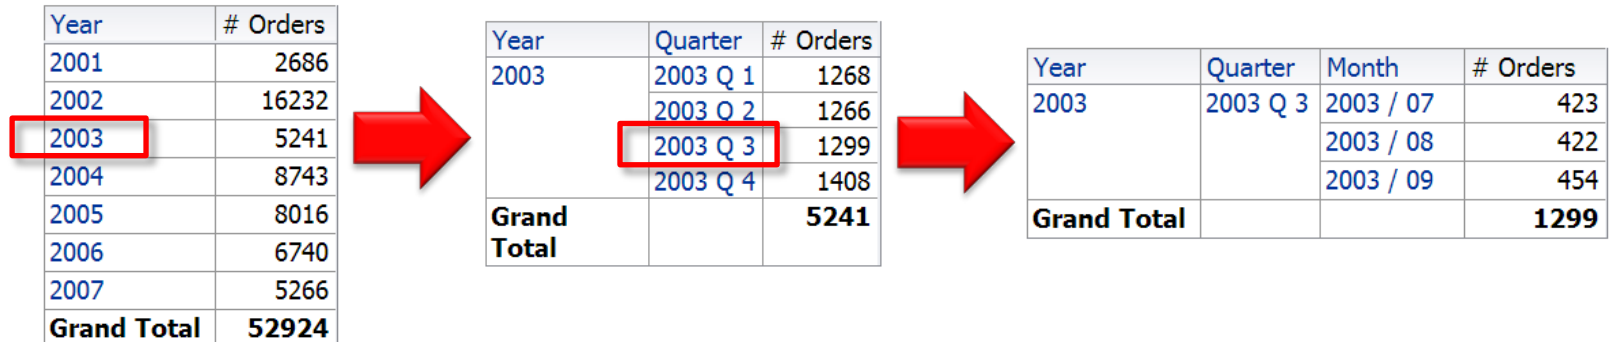 Year # Orders
2001 2686
2002 16232
2003 5241
2004 8743
2005 8016
2006 6740
2007 5266
Grand Total 52924
Year Quarter # Orders
2003 2003 Q 1 1268
2003 Q 2 1266
2003 Q 3 1299
2003 Q 4 1408
Grand 5241
Total
Year Quarter Month # Orders
2003 2003 Q 3 2003 / 07 423
2003 / 08 422
2003 / 09 454
Grand Total 1299